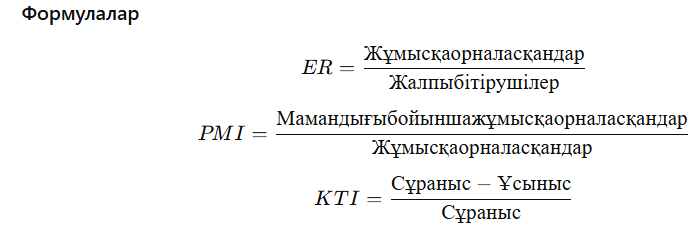 Формулалар
ER = Жұмысқаорналасқандар / Жалпыбітірушілер
PMI = Мамандығыбойыншажұмысқаорналасқандар / Жұмысқаорналасқандар
KTI = Сұраныс − Ұсыныс / Сұраныс